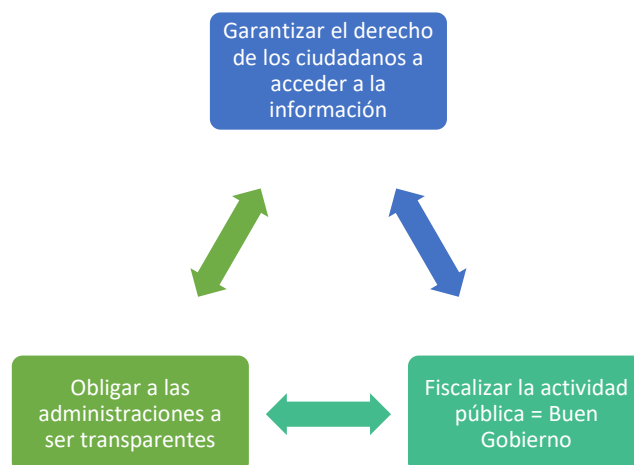 Garantizar el derecho
de los ciudadanos a
acceder a la
información
Obligar a las
administraciones a
ser transparentes
Fiscalizar la actividad
pública = Buen
Gobierno